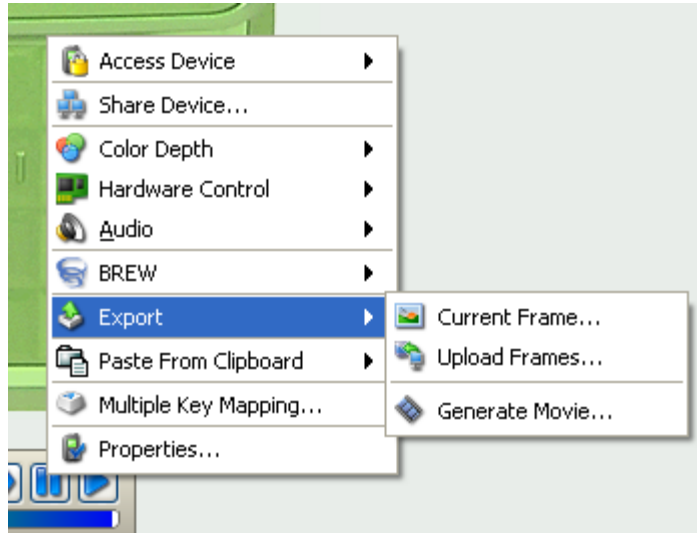 Access Device
Share Device...
Color Depth
Hardware Control
Audio
BREW
Export
Paste From Clipboard
Multiple Key Mapping...
Properties...
Current Frame...
Upload Frames...
Generate Movie...